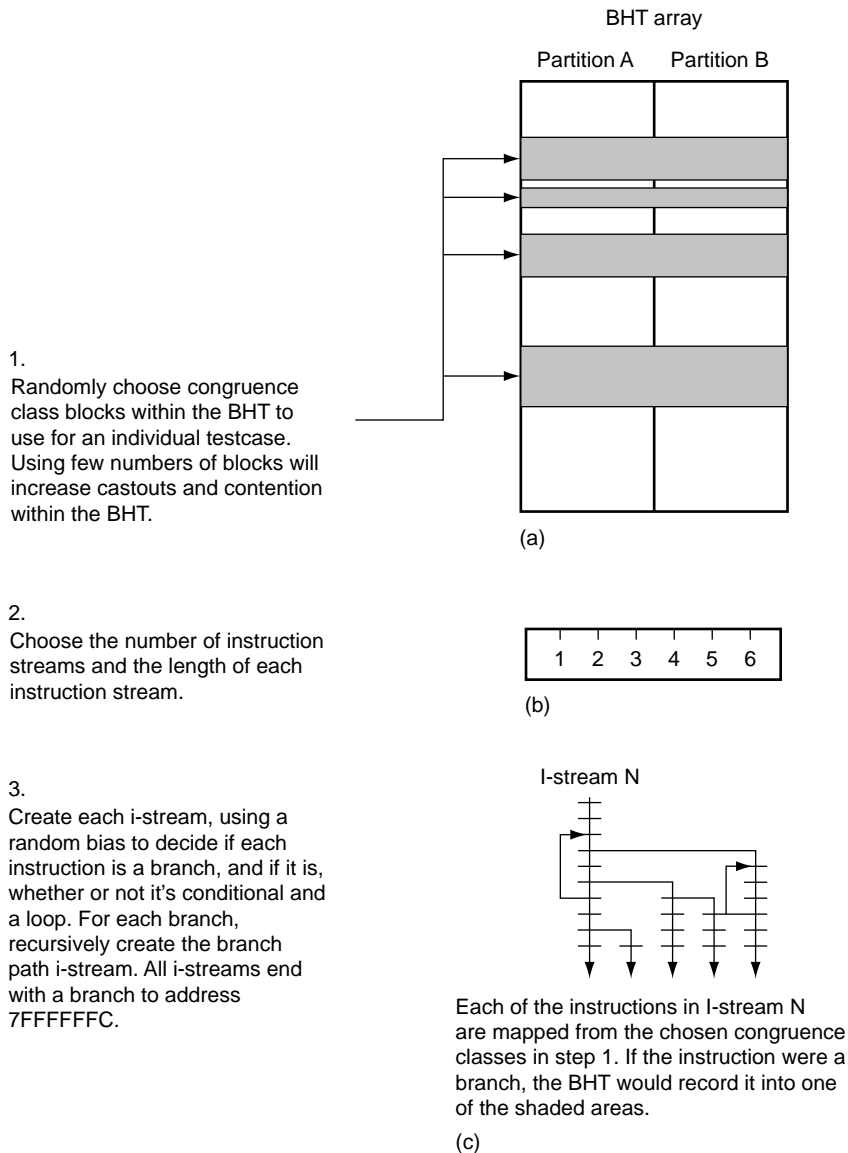 BHT array
Partition A
Partition B
1.
Randomly choose congruence
class blocks within the BHT to
use for an individual testcase.
Using few numbers of blocks will
increase castouts and contention
within the BHT.
(a)
2.
Choose the number of instruction
streams and the length of each
instruction stream.
1 2 3 4 5 6
(b)
3.
Create each i-stream, using a
random bias to decide if each
instruction is a branch, and if it is,
whether or not it's conditional and
a loop. For each branch,
recursively create the branch
path i-stream. All i-streams end
with a branch to address
7FFFFFFC.
I-stream N
Each of the instructions in I-stream N
are mapped from the chosen congruence
classes in step 1. If the instruction were a
branch, the BHT would record it into one
of the shaded areas.
(c)